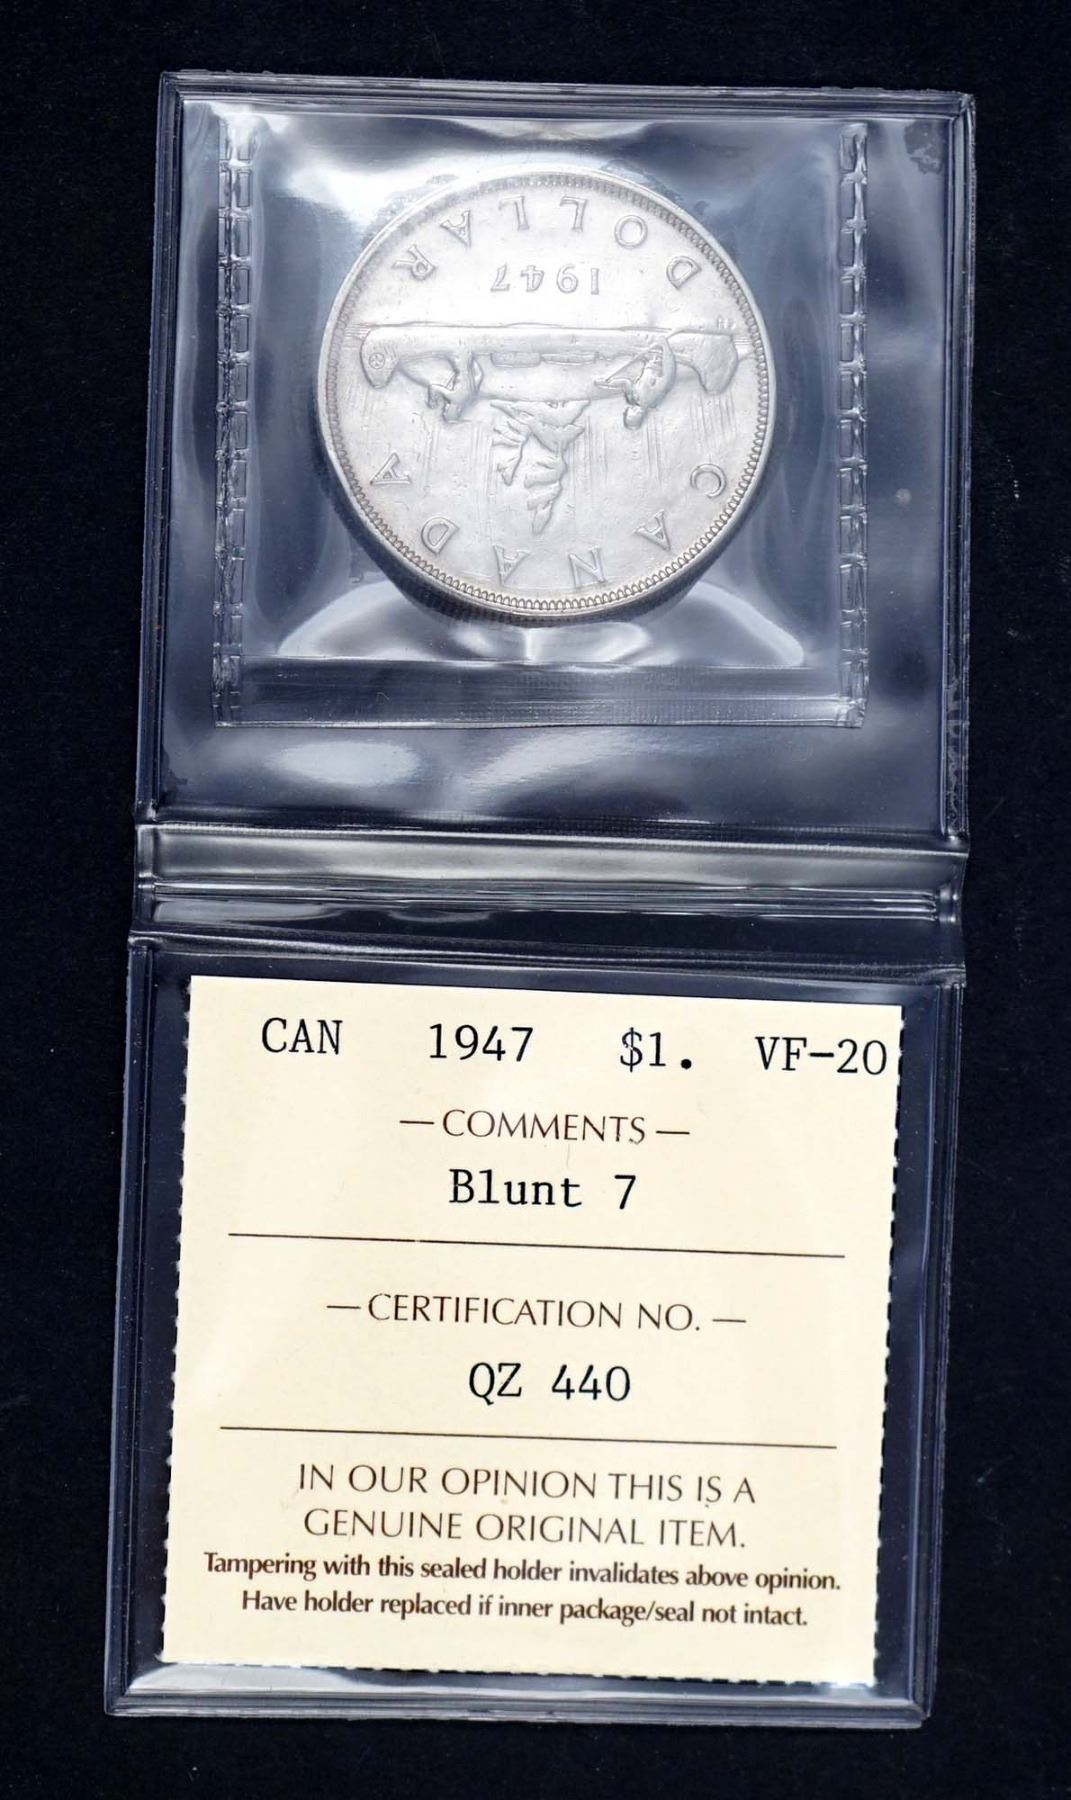 CANADA
1947
DOLLAR
CAN 1947 $1. VF-20
— COMMENTS —
Blunt 7
— CERTIFICATION NO. —
QZ 440
IN OUR OPINION THIS IS A
GENUINE ORIGINAL ITEM.
Tampering with this sealed holder invalidates above opinion.
Have holder replaced if inner package/seal not intact.